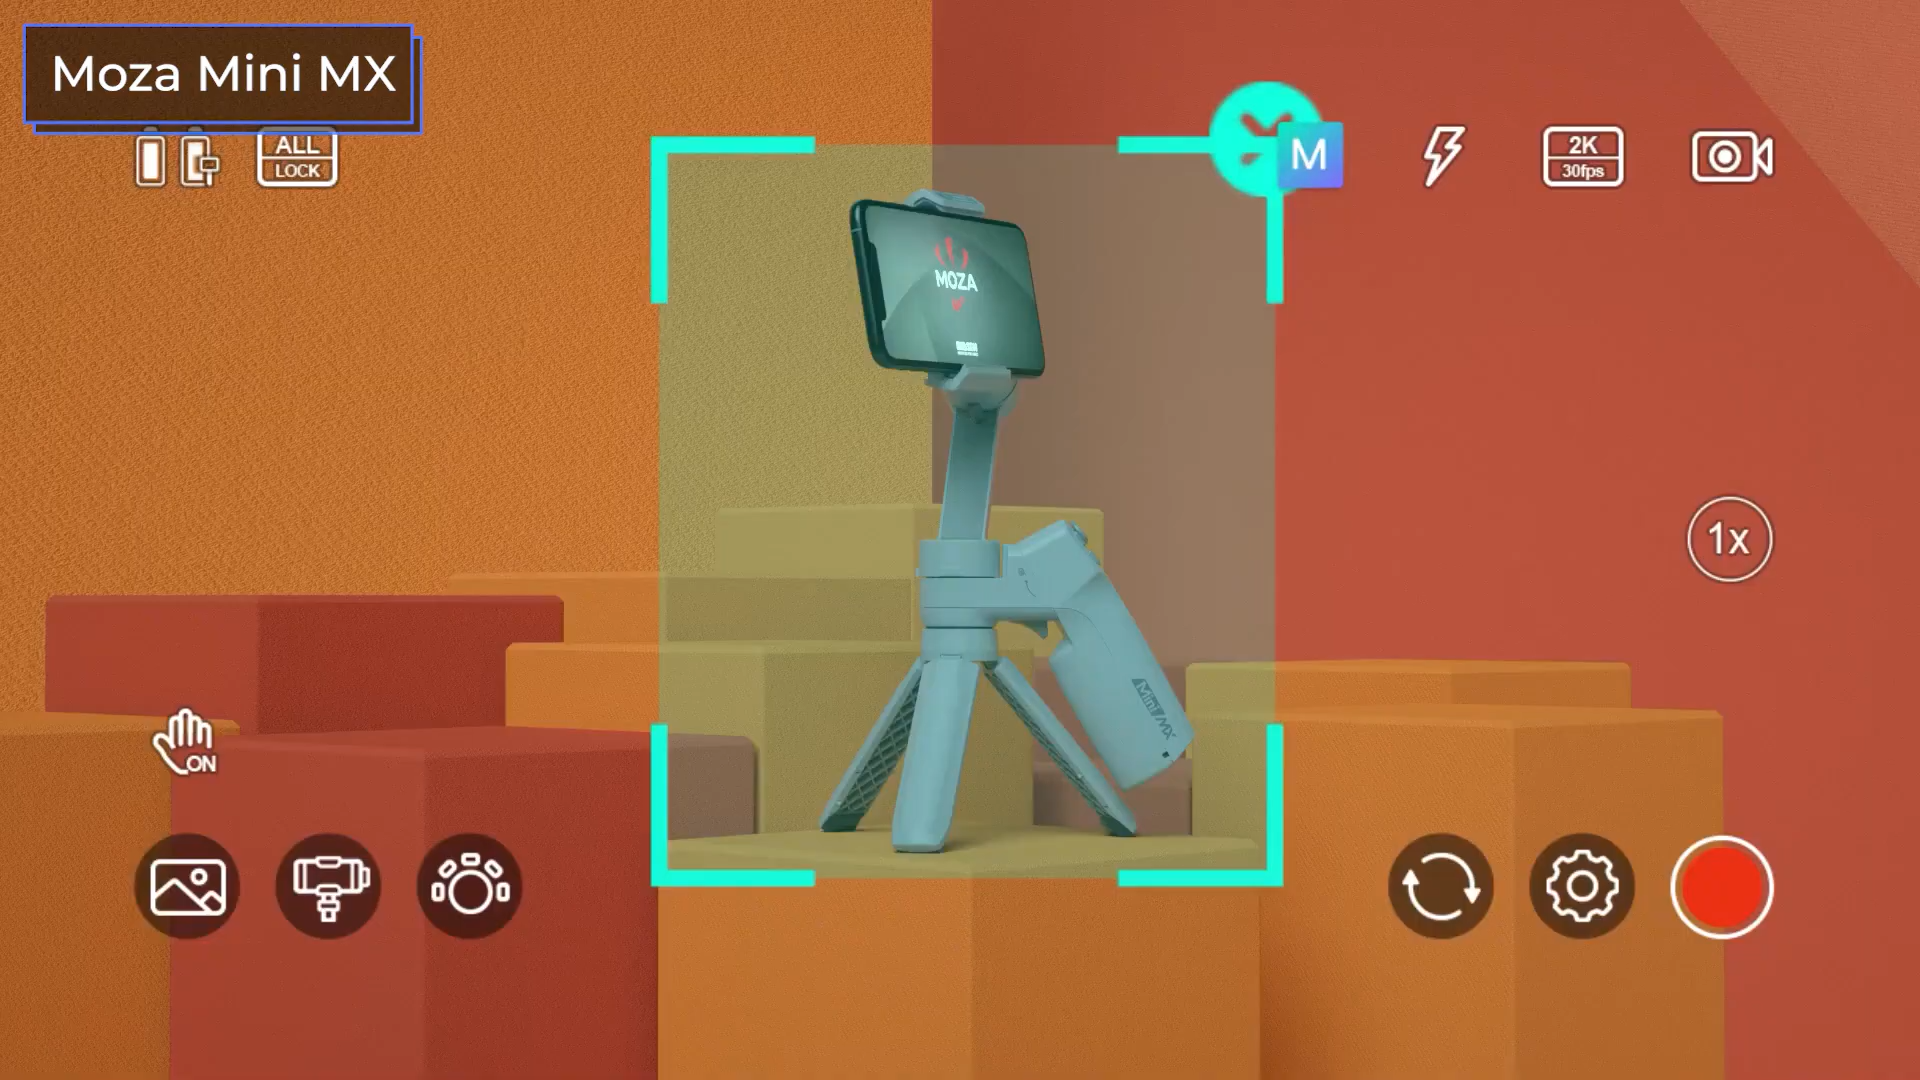 Moza Mini MX
ALL
LOCK
M
2K
30fps
MOZA
1x
Mini MX
ON